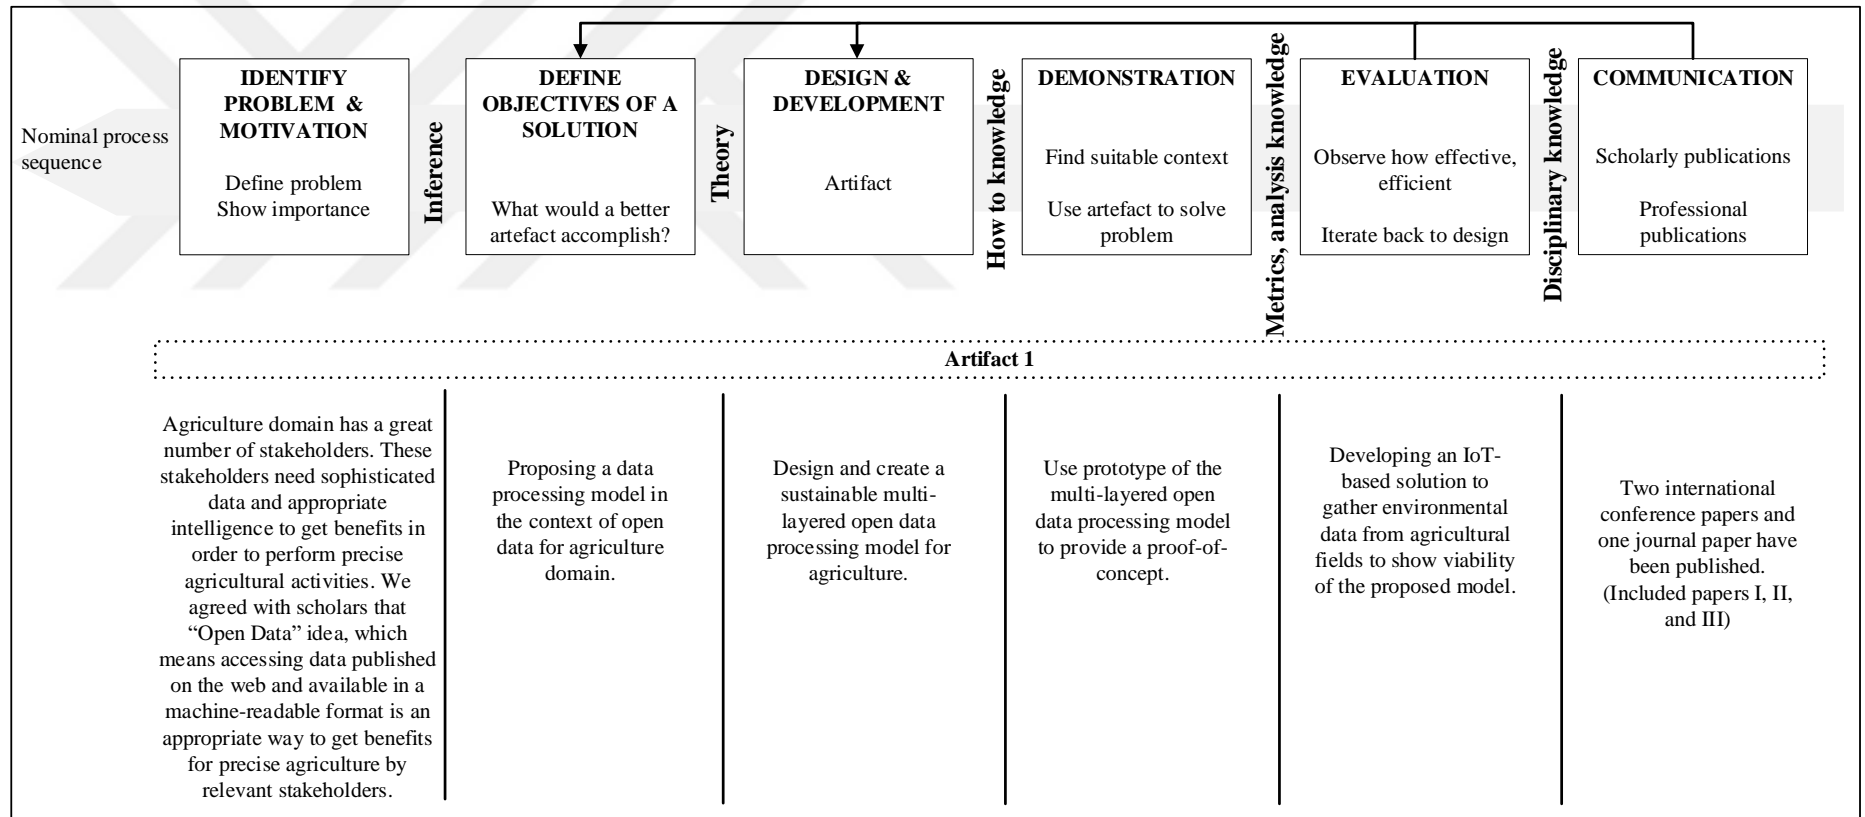 Nominal process
sequence
IDENTIFY
PROBLEM &
MOTIVATION
Define problem
Show importance
Inference
DEFINE
OBJECTIVES OF A
SOLUTION
What would a better
artefact accomplish?
Theory
DESIGN &
DEVELOPMENT
Artifact
How to knowledge
DEMONSTRATION
Find suitable context
Use artefact to solve
problem
Metrics, analysis knowledge
EVALUATION
Observe how effective,
efficient
Iterate back to design
Disciplinary knowledge
COMMUNICATION
Scholarly publications
Professional
publications
Artifact 1
Agriculture domain has a great
number of stakeholders. These
stakeholders need sophisticated
data and appropriate
intelligence to get benefits in
order to perform precise
agricultural activities. We
agreed with scholars that
“Open Data” idea, which
means accessing data published
on the web and available in a
machine-readable format is an
appropriate way to get benefits
for precise agriculture by
relevant stakeholders.
Proposing a data
processing model in
the context of open
data for agriculture
domain.
Design and create a
sustainable multi-
layered open data
processing model for
agriculture.
Use prototype of the
multi-layered open
data processing model
to provide a proof-of-
concept.
Developing an IoT-
based solution to
gather environmental
data from agricultural
fields to show viability
of the proposed model.
Two international
conference papers and
one journal paper have
been published.
(Included papers I, II,
and III)